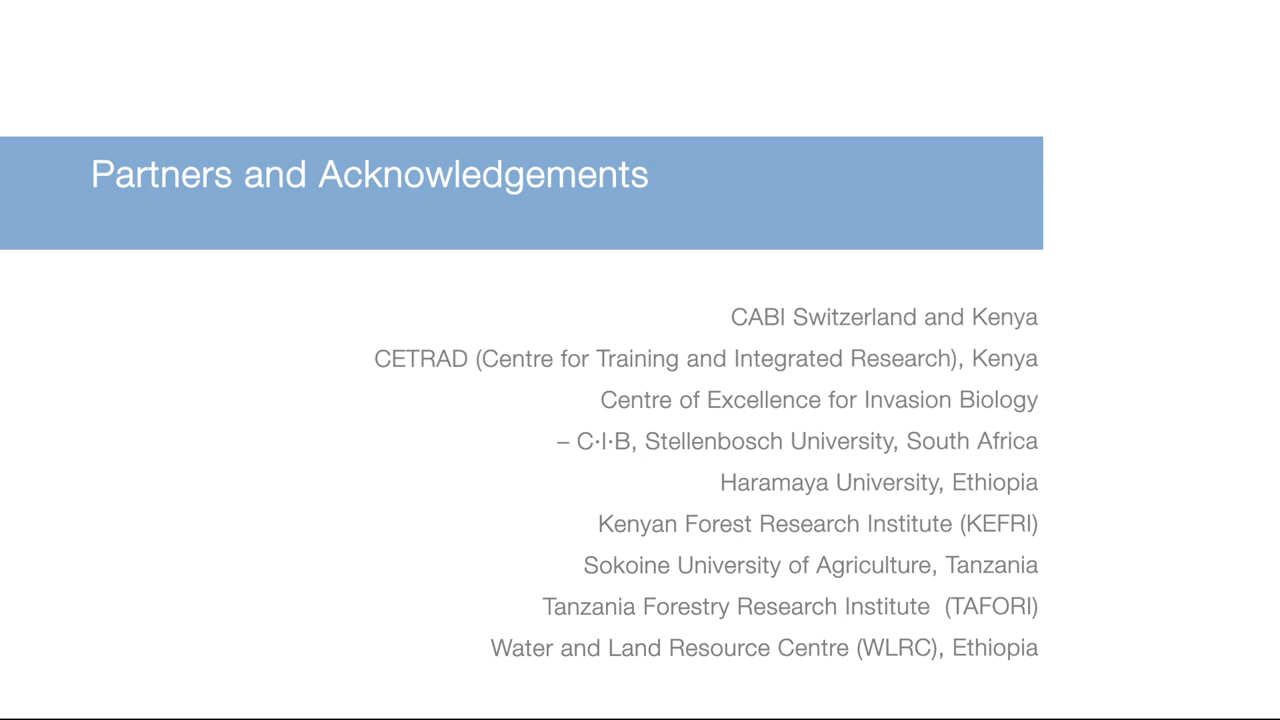 Partners and Acknowledgements
CABI Switzerland and Kenya
CETRAD (Centre for Training and Integrated Research), Kenya
Centre of Excellence for Invasion Biology
– C·I·B, Stellenbosch University, South Africa
Haramaya University, Ethiopia
Kenyan Forest Research Institute (KEFRI)
Sokoine University of Agriculture, Tanzania
Tanzania Forestry Research Institute  (TAFORI)
Water and Land Resource Centre (WLRC), Ethiopia